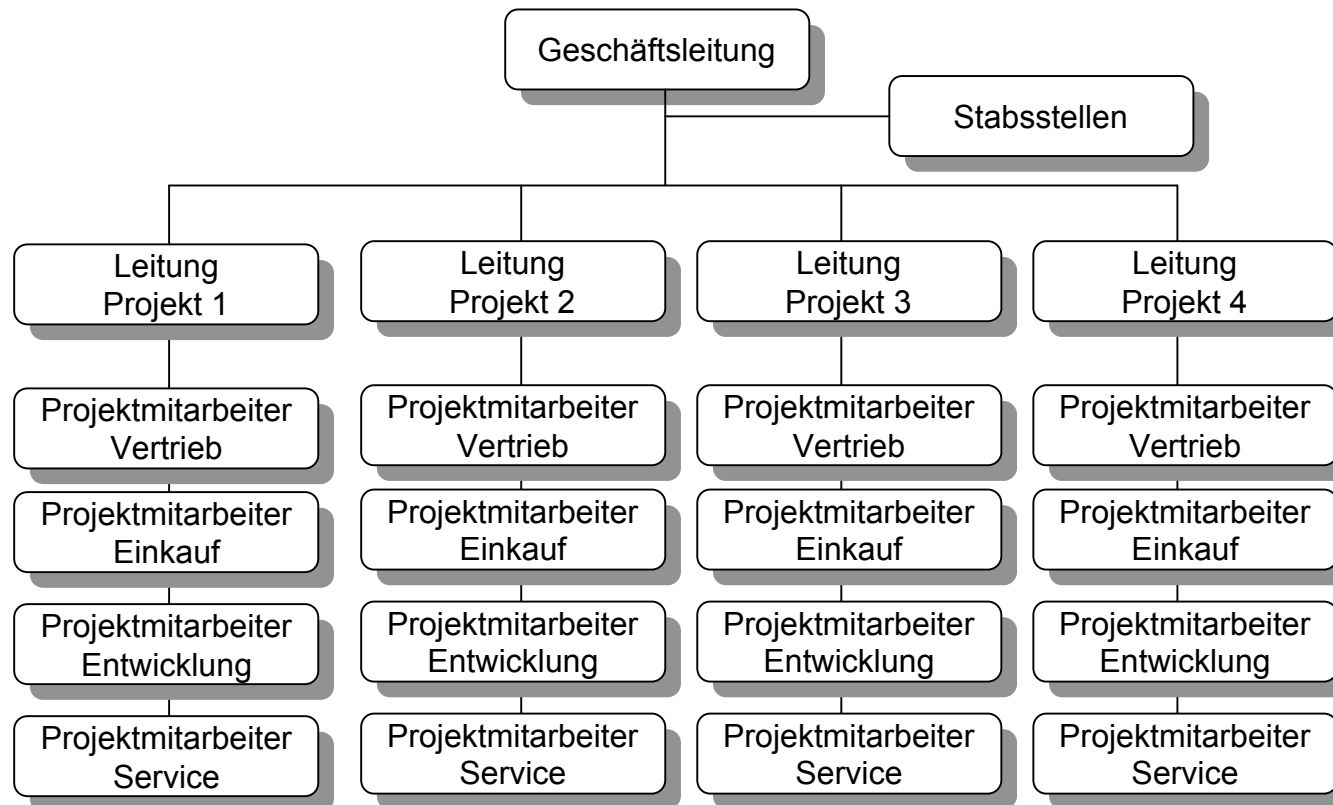 Geschäftsleitung
Stabsstellen
Leitung
Projekt 1
Leitung
Projekt 2
Leitung
Projekt 3
Leitung
Projekt 4
Projektmitarbeiter
Vertrieb
Projektmitarbeiter
Vertrieb
Projektmitarbeiter
Vertrieb
Projektmitarbeiter
Vertrieb
Projektmitarbeiter
Einkauf
Projektmitarbeiter
Einkauf
Projektmitarbeiter
Einkauf
Projektmitarbeiter
Einkauf
Projektmitarbeiter
Entwicklung
Projektmitarbeiter
Entwicklung
Projektmitarbeiter
Entwicklung
Projektmitarbeiter
Entwicklung
Projektmitarbeiter
Service
Projektmitarbeiter
Service
Projektmitarbeiter
Service
Projektmitarbeiter
Service